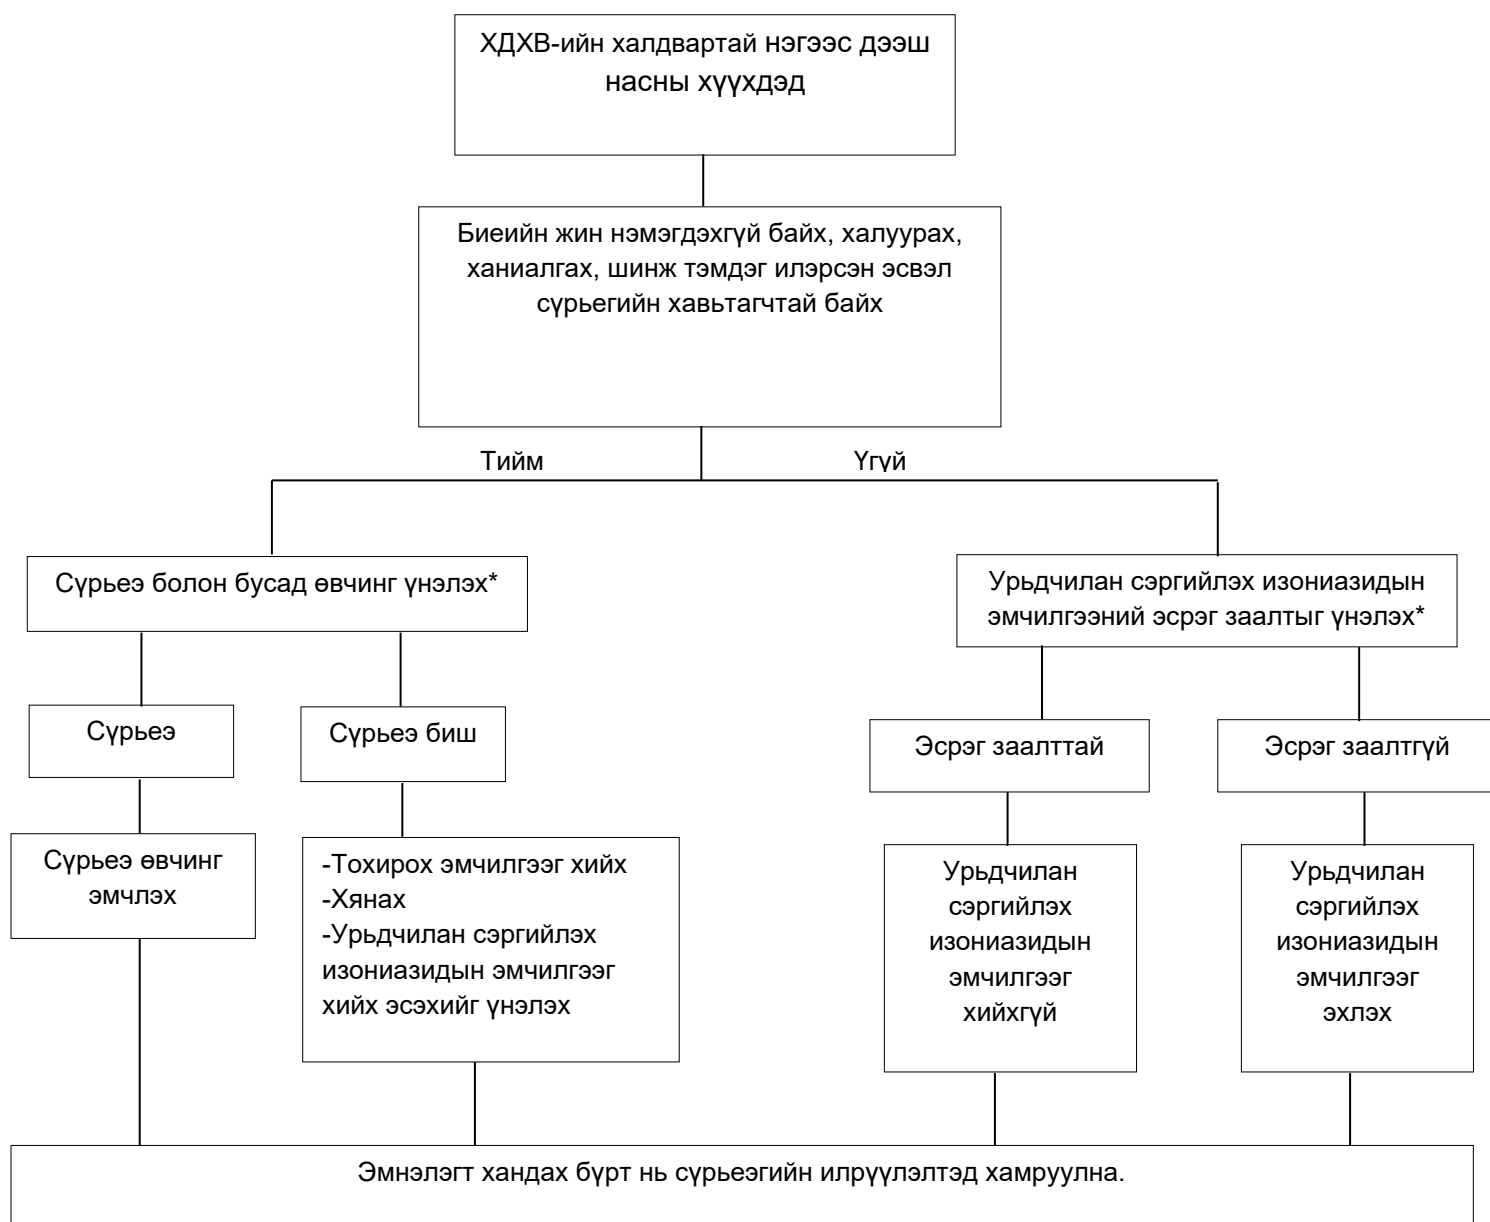 ХДХВ-ийн халдвартай нэгээс дээш
насны хүүхдэд
Биеийн жин нэмэгдэхгүй байх, халуурах,
ханиалгах, шинж тэмдэг илэрсэн эсвэл
сүрьегийн хавьтагчтай байх
Тийм
Үгүй
Сүрьеэ болон бусад өвчинг үнэлэх*
Урьдчилан сэргийлэх изониазидын
эмчилгээний эсрэг заалтыг үнэлэх*
Сүрьеэ
Сүрьеэ биш
Эсрэг заалттай
Эсрэг заалтгүй
Сүрьеэ өвчинг
эмчлэх
-Тохирох эмчилгээг хийх
-Хянах
-Урьдчилан сэргийлэх
изониазидын эмчилгээг
хийх эсэхийг үнэлэх
Урьдчилан
сэргийлэх
изониазидын
эмчилгээг
хийхгүй
Урьдчилан
сэргийлэх
изониазидын
эмчилгээг
эхлэх
Эмнэлэгт хандах бүрт нь сүрьеэгийн илрүүлэлтэд хамруулна.